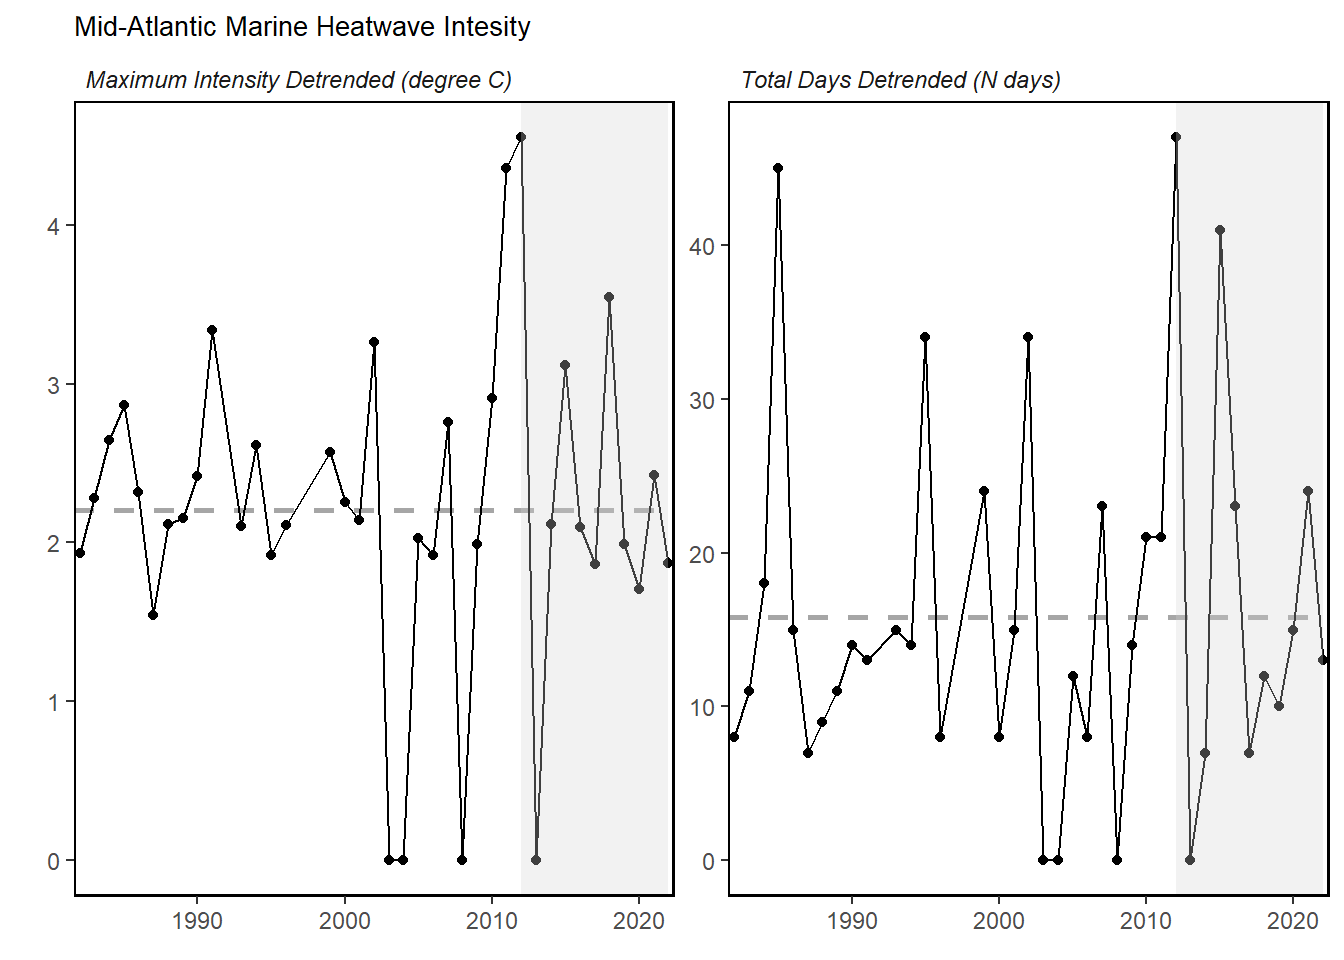 Mid-Atlantic Marine Heatwave Intesity
Maximum Intensity Detrended (degree C)
Total Days Detrended (N days)
4
3
2
1
0
1990 2000 2010 2020
40
30
20
10
0
1990 2000 2010 2020